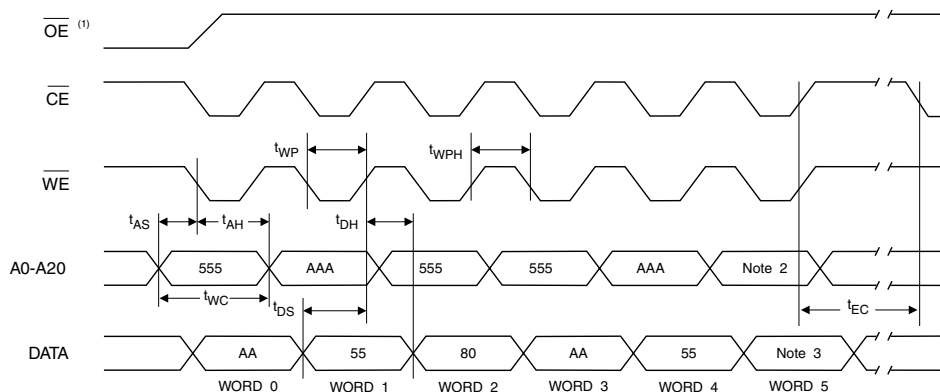 OE (1)
CE
tWP tWPH
WE
tAS tAH tDH
A0-A20 555 AAA 555 555 AAA Note 2
tWC tDS tEC
DATA AA 55 80 AA 55 Note 3
WORD 0 WORD 1 WORD 2 WORD 3 WORD 4 WORD 5